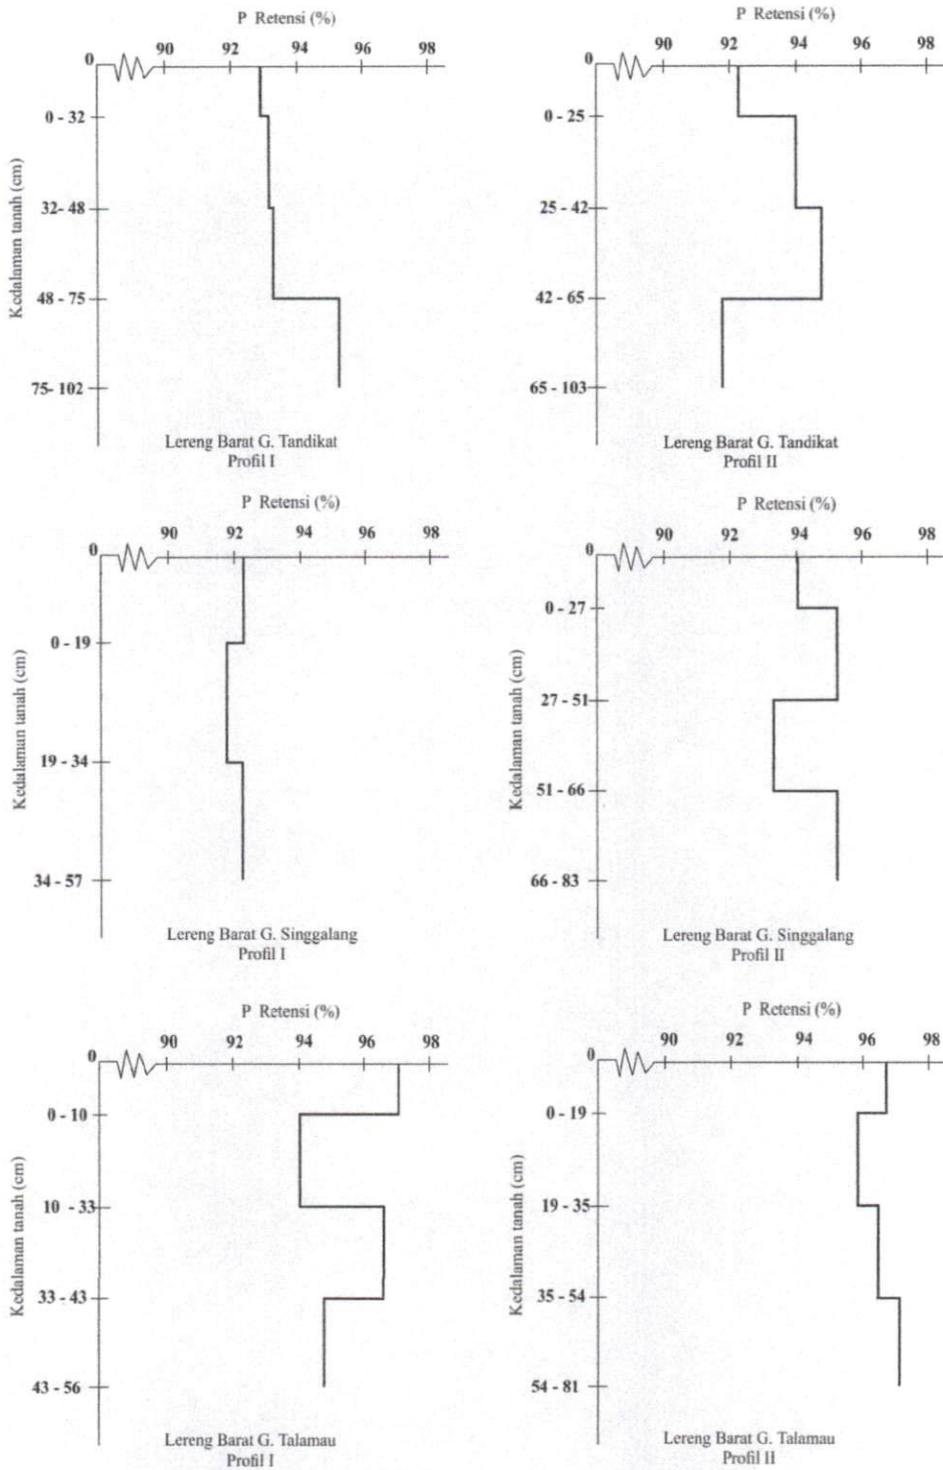 P Retensi (%)
0 90 92 94 96 98
Kedalaman tanah (cm)
0 - 32
32- 48
48 - 75
75- 102
Lereng Barat G. Tandikat
Profil I
P Retensi (%)
0 90 92 94 96 98
Kedalaman tanah (cm)
0 - 25
25 - 42
42 - 65
65 - 103
Lereng Barat G. Tandikat
Profil II
P Retensi (%)
0 90 92 94 96 98
Kedalaman tanah (cm)
0 - 19
19 - 34
34 - 57
Lereng Barat G. Singgalang
Profil I
P Retensi (%)
0 90 92 94 96 98
Kedalaman tanah (cm)
0 - 27
27 - 51
51 - 66
66 - 83
Lereng Barat G. Singgalang
Profil II
P Retensi (%)
0 90 92 94 96 98
Kedalaman tanah (cm)
0 - 10
10 - 33
33 - 43
43 - 56
Lereng Barat G. Talamau
Profil I
P Retensi (%)
0 90 92 94 96 98
Kedalaman tanah (cm)
0 - 19
19 - 35
35 - 54
54 - 81
Lereng Barat G. Talamau
Profil II